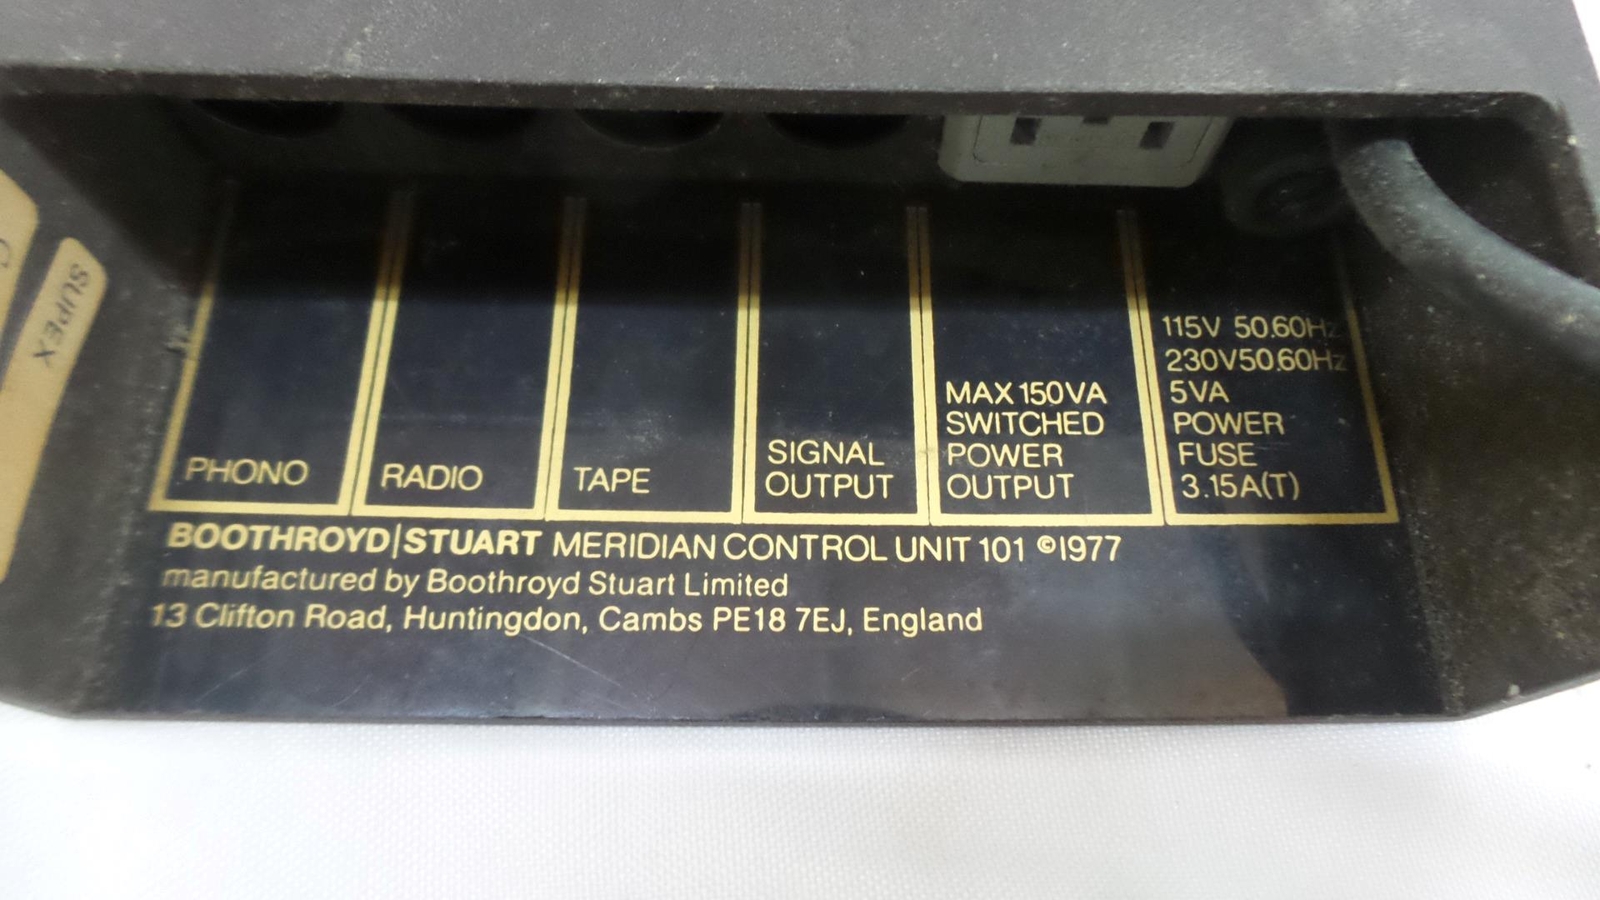 SUPEX
PHONO
RADIO
TAPE
SIGNAL
OUTPUT
MAX 150VA
SWITCHED
POWER
OUTPUT
115V 50.60Hz
230V50.60Hz
5VA
POWER
FUSE
3.15A(T)
BOOTHROYD|STUART MERIDIAN CONTROL UNIT 101 ©1977
manufactured by Boothroyd Stuart Limited
13 Clifton Road, Huntingdon, Cambs PE18 7EJ, England